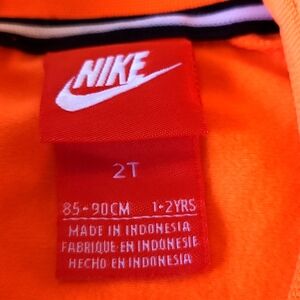 NIKE
2T
85-90CM 1-2YRS
MADE IN INDONESIA
FABRIQUE EN INDONESIE
HECHO EN INDONESIA